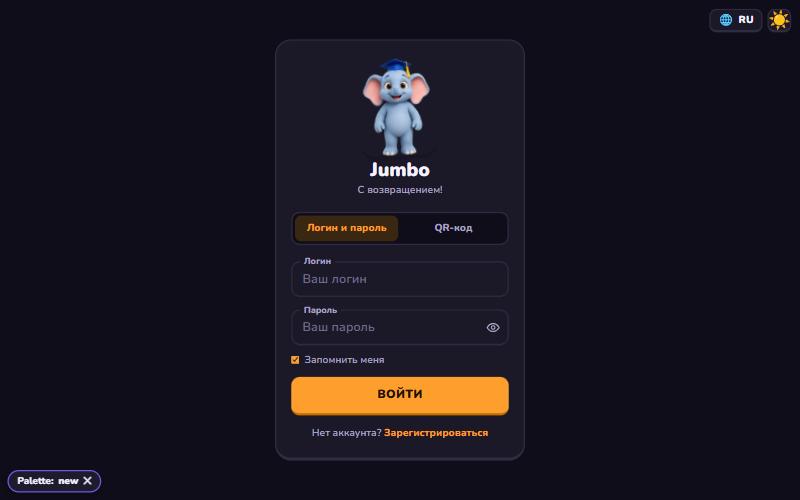 RU
Jumbo
С возвращением!
Логин и пароль
QR-код
Логин
Ваш логин
Пароль
Ваш пароль
Запомнить меня
ВОЙТИ
Нет аккаунта? Зарегистрироваться
Palette: new ✕